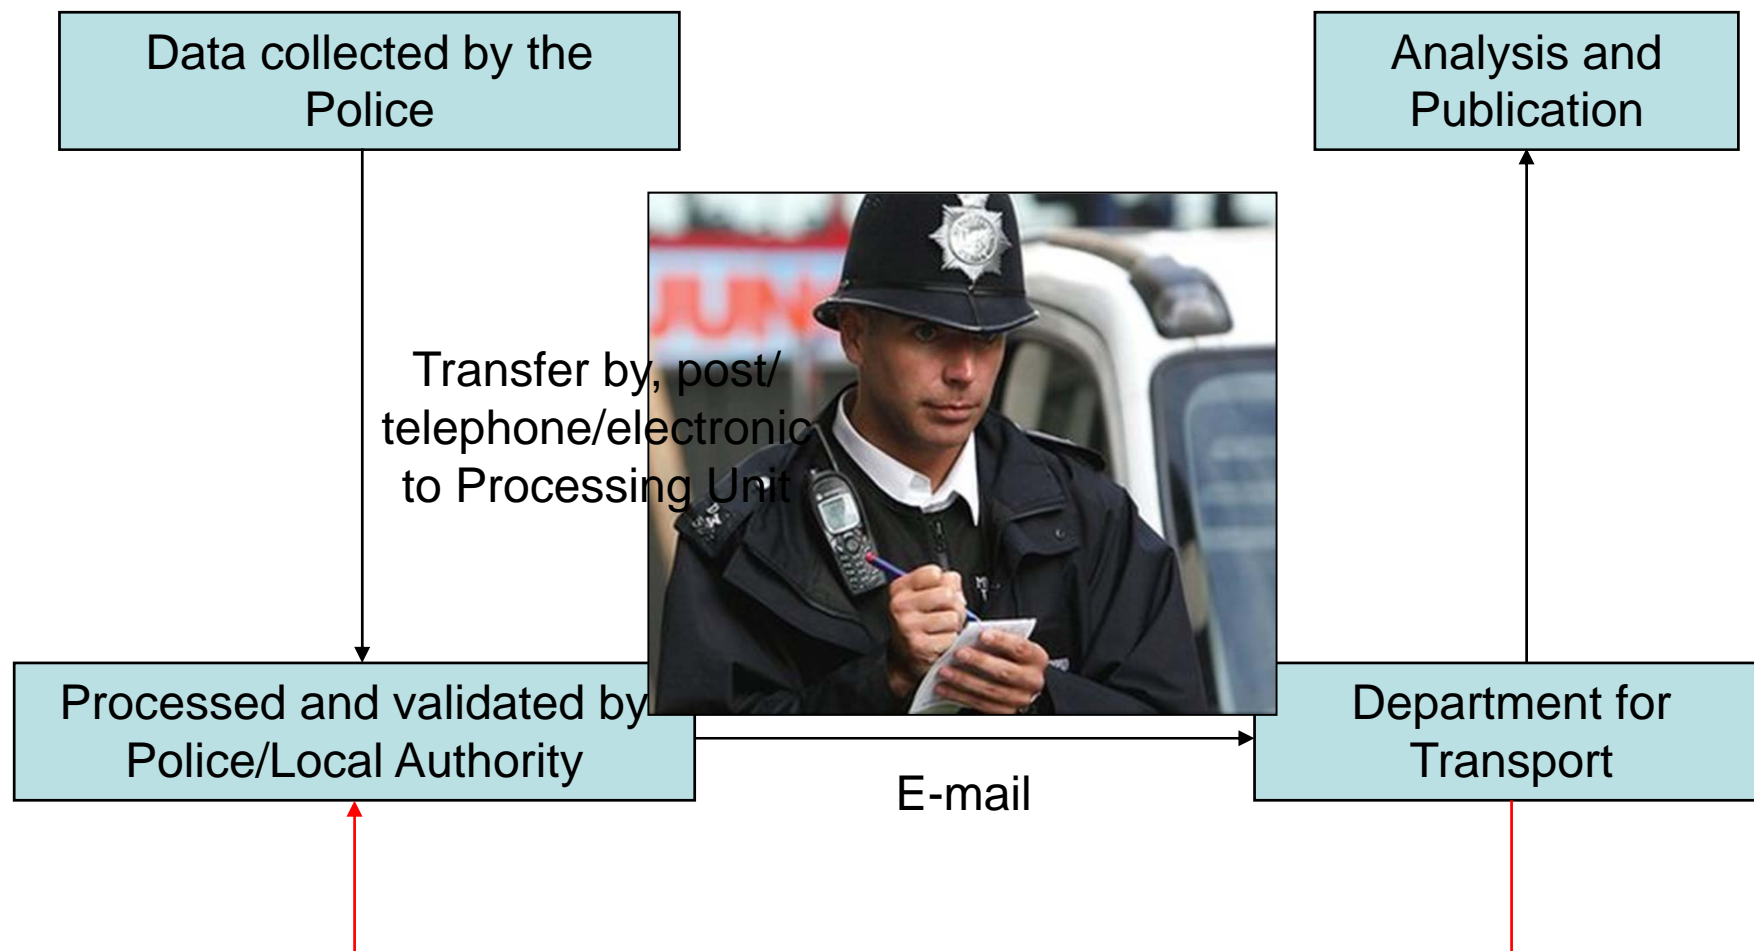 Data collected by the
Police
Analysis and
Publication
JUN
Transfer by, post/
telephone/electronic
to Processing Unit
Processed and validated by
Police/Local Authority
Department for
Transport
E-mail